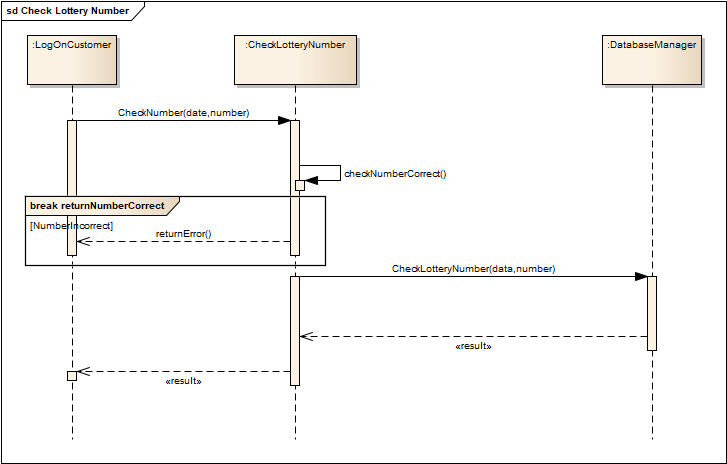 sd Check Lottery Number
:LogOnCustomer
:CheckLotteryNumber
:DatabaseManager
CheckNumber(date,number)
checkNumberCorrect()
break returnNumberCorrect
[NumberIncorrect]
returnError()
CheckLotteryNumber(data,number)
«result»
«result»